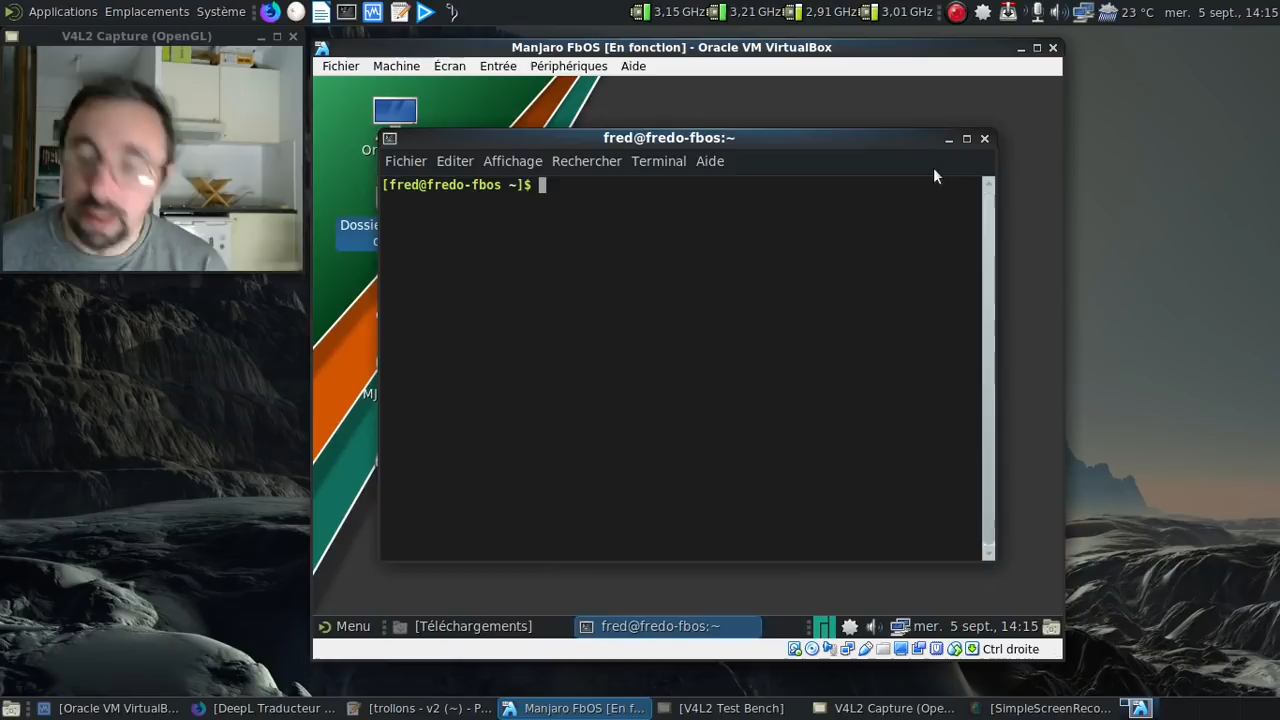 Applications Emplacements Système
3,15 GHz 3,21GHz 2,91 GHz 3,01 GHz 23 °C mer. 5 sept., 14:15
V4L2 Capture (OpenGL)
Manjaro FbOS [En fonction] - Oracle VM VirtualBox
Fichier Machine Écran Entrée Périphériques Aide
Or
fred@fredo-fbos:~
Fichier Editer Affichage Rechercher Terminal Aide
[fred@fredo-fbos ~]$
Dossie
MJ
Menu [Téléchargements] fred@fredo-fbos:~ mer. 5 sept., 14:15
Ctrl droite
[Oracle VM VirtualB... [DeepL Traducteur ... [trollons - v2 (~) - P... Manjaro FbOS [En f... [V4L2 Test Bench] V4L2 Capture (Ope... [SimpleScreenReco...